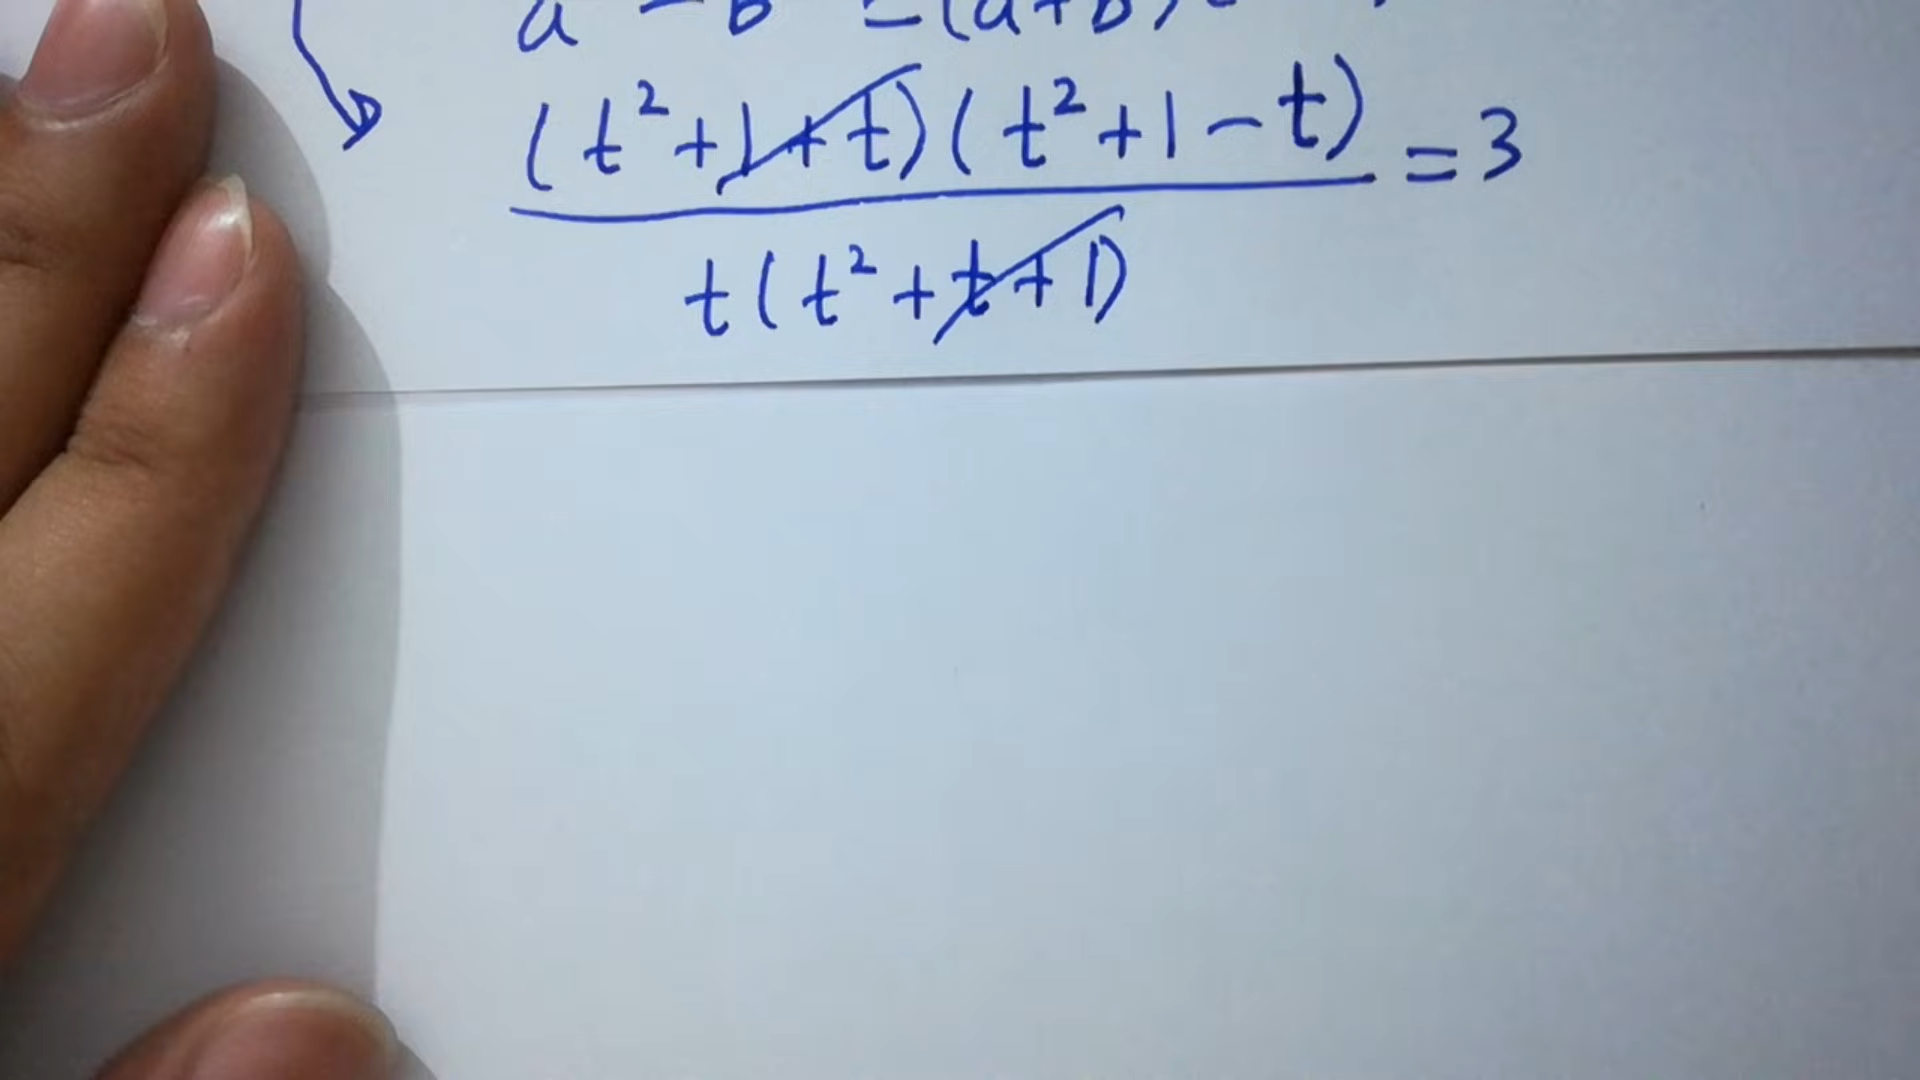 a - b = (a+b)
(t²+1+t)(t²+1-t) = 3
t(t²+t+1)